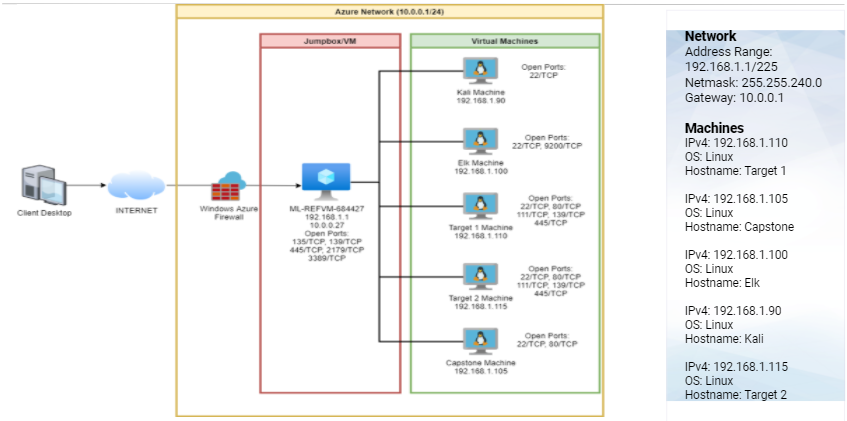 Azure Network (10.0.0.1/24)
Jumpbox/VM
Virtual Machines
Client Desktop
INTERNET
Windows Azure
Firewall
ML-REFVM-684427
192.168.1.1
10.0.0.27
Open Ports:
135/TCP, 139/TCP
445/TCP, 2179/TCP
3389/TCP
Kali Machine
192.168.1.90
Open Ports:
22/TCP
Elk Machine
192.168.1.100
Open Ports:
22/TCP, 9200/TCP
Target 1 Machine
192.168.1.110
Open Ports:
22/TCP, 80/TCP
111/TCP, 139/TCP
445/TCP
Target 2 Machine
192.168.1.115
Open Ports:
22/TCP, 80/TCP
111/TCP, 139/TCP
445/TCP
Capstone Machine
192.168.1.105
Open Ports:
22/TCP, 80/TCP
Network
Address Range:
192.168.1.1/225
Netmask: 255.255.240.0
Gateway: 10.0.0.1
Machines
IPv4: 192.168.1.110
OS: Linux
Hostname: Target 1
IPv4: 192.168.1.105
OS: Linux
Hostname: Capstone
IPv4: 192.168.1.100
OS: Linux
Hostname: Elk
IPv4: 192.168.1.90
OS: Linux
Hostname: Kali
IPv4: 192.168.1.115
OS: Linux
Hostname: Target 2